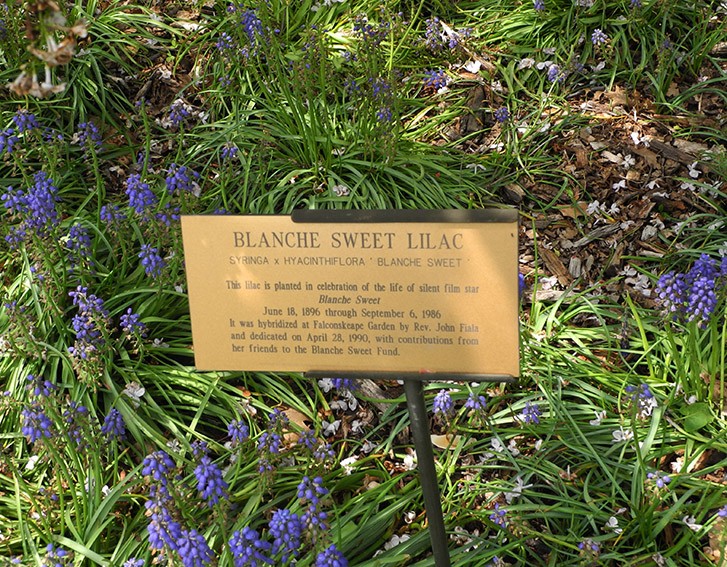 BLANCHE SWEET LILAC
SYRINGA x HYACINTHIFLORA ' BLANCHE SWEET '
This lilac is planted in celebration of the life of silent film star
Blanche Sweet
June 18, 1896 through September 6, 1986
It was hybridized at Falconskeape Garden by Rev. John Fiala
and dedicated on April 28, 1990, with contributions from
her friends to the Blanche Sweet Fund.